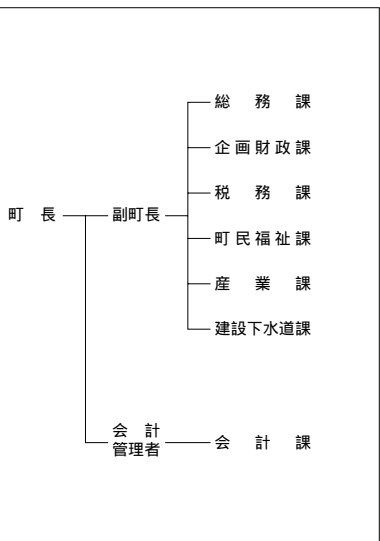 総務課
企画財政課
税務課
町長
副町長
町民福祉課
産業課
建設下水道課
会計
管理者
会計課